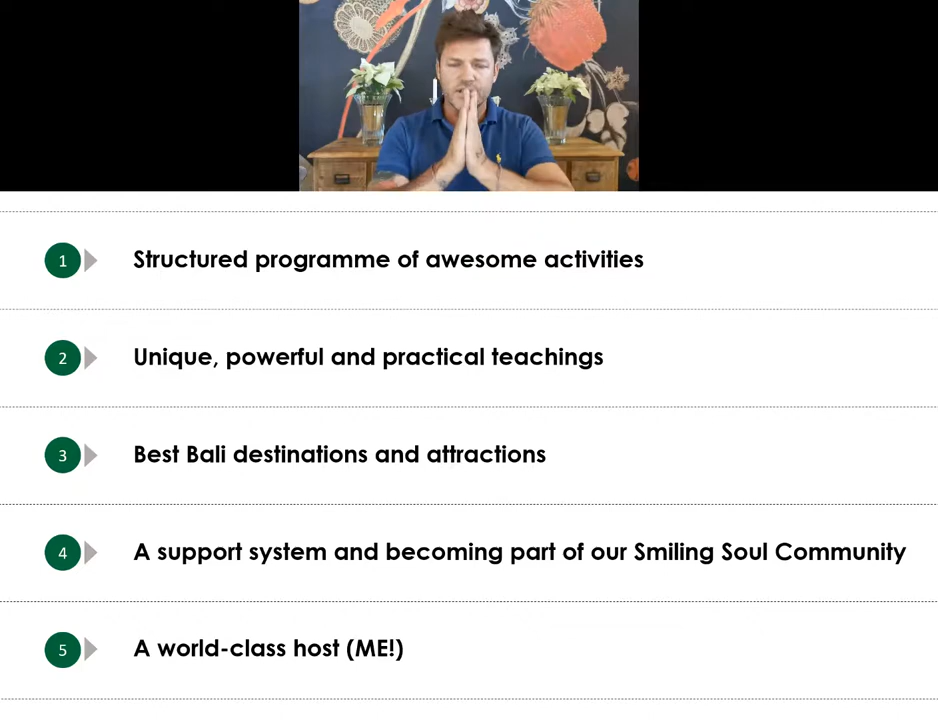 1 Structured programme of awesome activities
2 Unique, powerful and practical teachings
3 Best Bali destinations and attractions
4 A support system and becoming part of our Smiling Soul Community
5 A world-class host (ME!)